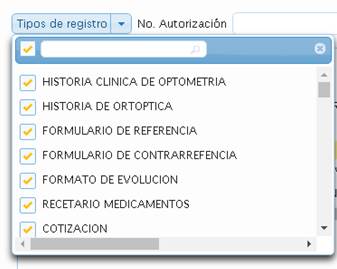 Tipos de registro No. Autorización
HISTORIA CLINICA DE OPTOMETRIA
HISTORIA DE ORTOPTICA
FORMULARIO DE REFERENCIA
FORMULARIO DE CONTRARREFENCIA
FORMATO DE EVOLUCION
RECETARIO MEDICAMENTOS
COTIZACION